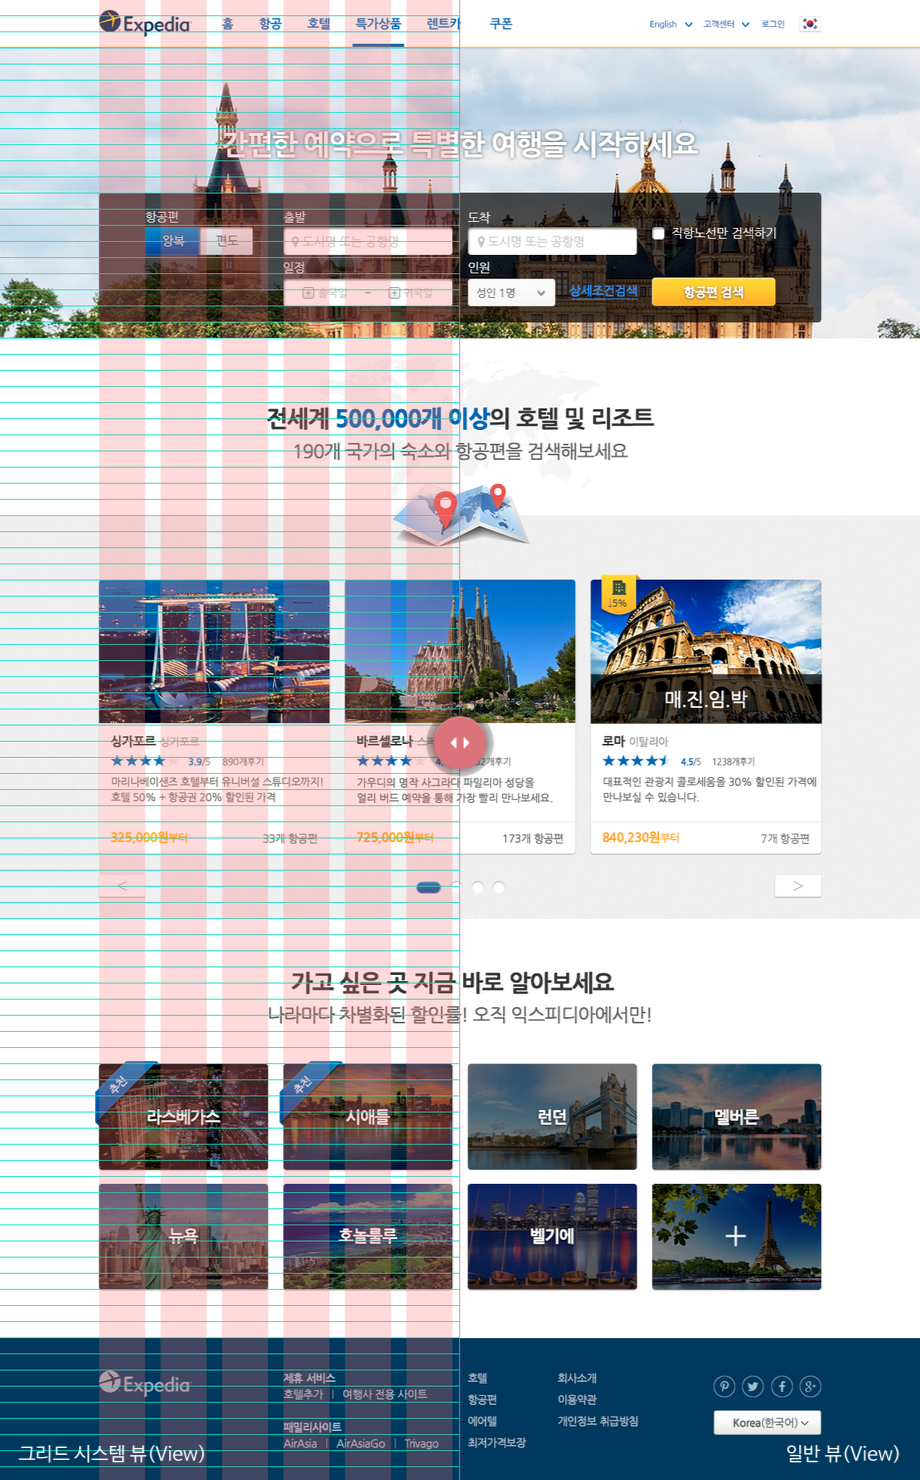 Expedia 홈 항공 호텔 특가상품 렌트카 쿠폰 English 고객센터 로그인
간편한 예약으로 특별한 여행을 시작하세요
항공편 출발 도착
왕복 편도 도시명 또는 공항명 도시명 또는 공항명 직항노선만 검색하기
일정 인원
출국일 ~ 귀국일 성인 1명 상세조건검색 항공편 검색
전세계 500,000개 이상의 호텔 및 리조트
190개 국가의 숙소와 항공편을 검색해보세요
15%
매.진.임.박
싱가포르 싱가포르
3.9/5 890개후기
마리나베이샌즈 호텔부터 유니버셜 스튜디오까지!
호텔 50% + 항공권 20% 할인된 가격
325,000원부터 33개 항공편
바르셀로나
가우디의 명작 사그라다 파밀리아 성당을
얼리 버드 예약을 통해 가장 빨리 만나보세요.
725,000원부터 173개 항공편
로마 이탈리아
4.5/5 1238개후기
대표적인 관광지 콜로세움을 30% 할인된 가격에
만나보실 수 있습니다.
840,230원부터 7개 항공편
< >
가고 싶은 곳 지금 바로 알아보세요
나라마다 차별화된 할인률! 오직 익스피디아에서만!
추천 추천
라스베가스 시애틀 런던 멜버른
뉴욕 호놀룰루 벨기에 +
Expedia
제휴 서비스
호텔추가 | 여행사 전용 사이트
패밀리사이트
AirAsia | AirAsiaGo | Trivago
호텔 회사소개
항공편 이용약관
에어텔 개인정보 취급방침
최저가격보장
Korea(한국어)
그리드 시스템 뷰(View) 일반 뷰(View)